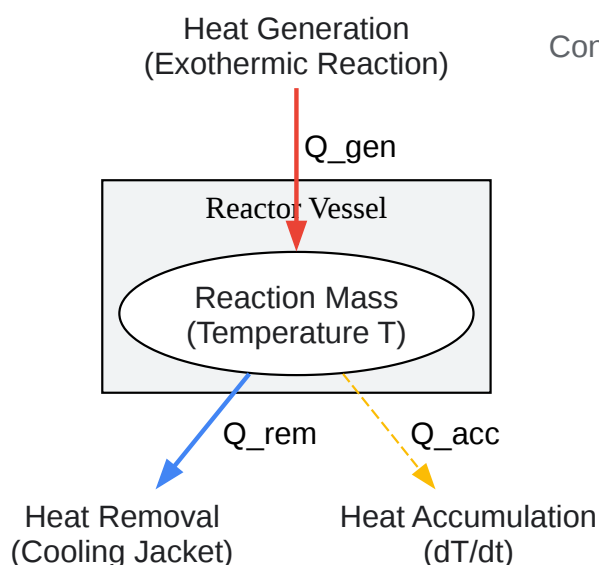 Heat Generation
(Exothermic Reaction)
Con
Q_gen
Reactor Vessel
Reaction Mass
(Temperature T)
Q_rem
Q_acc
Heat Removal
(Cooling Jacket)
Heat Accumulation
(dT/dt)